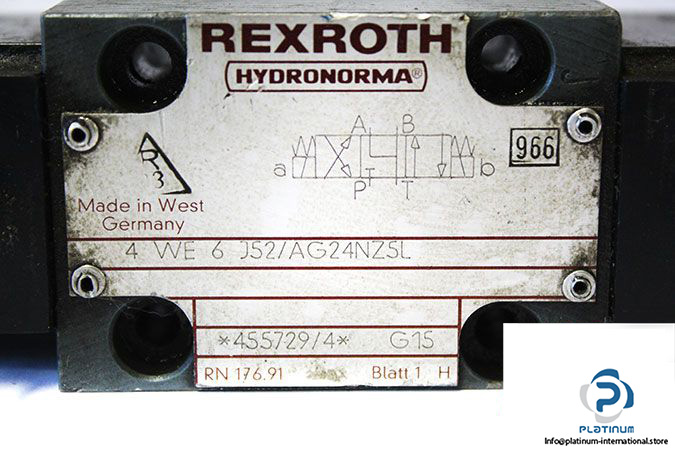 REXROTH
HYDRONORMA®
A B
966
a b
P T
R3
Made in West
Germany
4 WE 6 J52/AG24NZ5L
*455729/4* G15
RN 176.91 Blatt 1 H
PLATINUM
Info@platinum-international.store